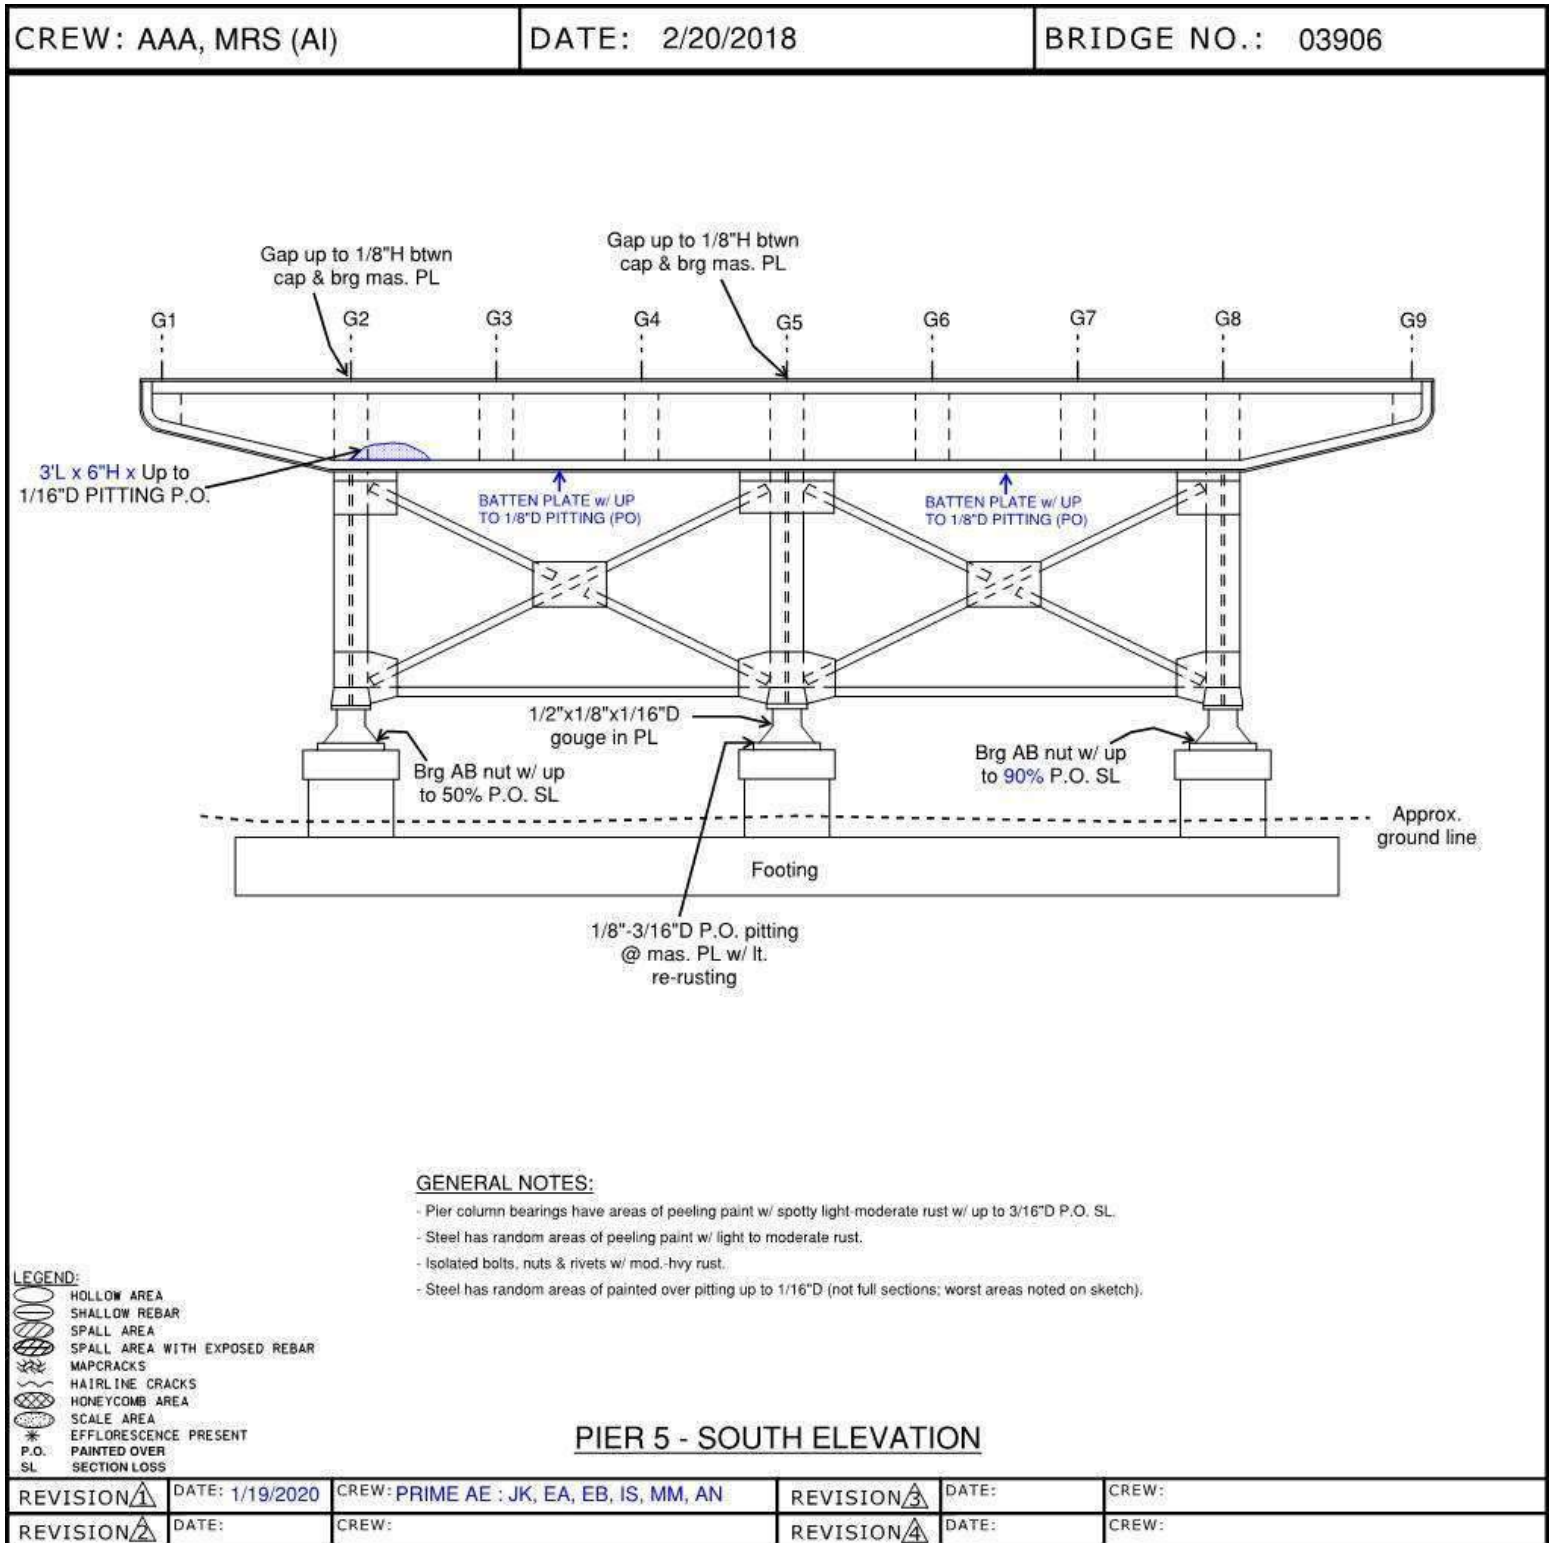 CREW: AAA, MRS (AI)
DATE: 2/20/2018
BRIDGE NO.: 03906
Gap up to 1/8"H btwn
cap & brg mas. PL
Gap up to 1/8"H btwn
cap & brg mas. PL
G1
G2
G3
G4
G5
G6
G7
G8
G9
3'L x 6"H x Up to
1/16"D PITTING P.O.
BATTEN PLATE w/ UP
TO 1/8"D PITTING (PO)
BATTEN PLATE w/ UP
TO 1/8"D PITTING (PO)
1/2"x1/8"x1/16"D
gouge in PL
Brg AB nut w/ up
to 50% P.O. SL
Brg AB nut w/ up
to 90% P.O. SL
Approx.
ground line
Footing
1/8"-3/16"D P.O. pitting
@ mas. PL w/ lt.
re-rusting
GENERAL NOTES:
- Pier column bearings have areas of peeling paint w/ spotty light-moderate rust w/ up to 3/16"D P.O. SL.
- Steel has random areas of peeling paint w/ light to moderate rust.
- Isolated bolts, nuts & rivets w/ mod.-hvy rust.
- Steel has random areas of painted over pitting up to 1/16"D (not full sections; worst areas noted on sketch).
LEGEND:
HOLLOW AREA
SHALLOW REBAR
SPALL AREA
SPALL AREA WITH EXPOSED REBAR
MAPCRACKS
HAIRLINE CRACKS
HONEYCOMB AREA
SCALE AREA
EFFLORESCENCE PRESENT
P.O. PAINTED OVER
SL SECTION LOSS
PIER 5 - SOUTH ELEVATION
REVISION 1 DATE: 1/19/2020 CREW: PRIME AE : JK, EA, EB, IS, MM, AN
REVISION 3 DATE: CREW:
REVISION 2 DATE: CREW:
REVISION 4 DATE: CREW: